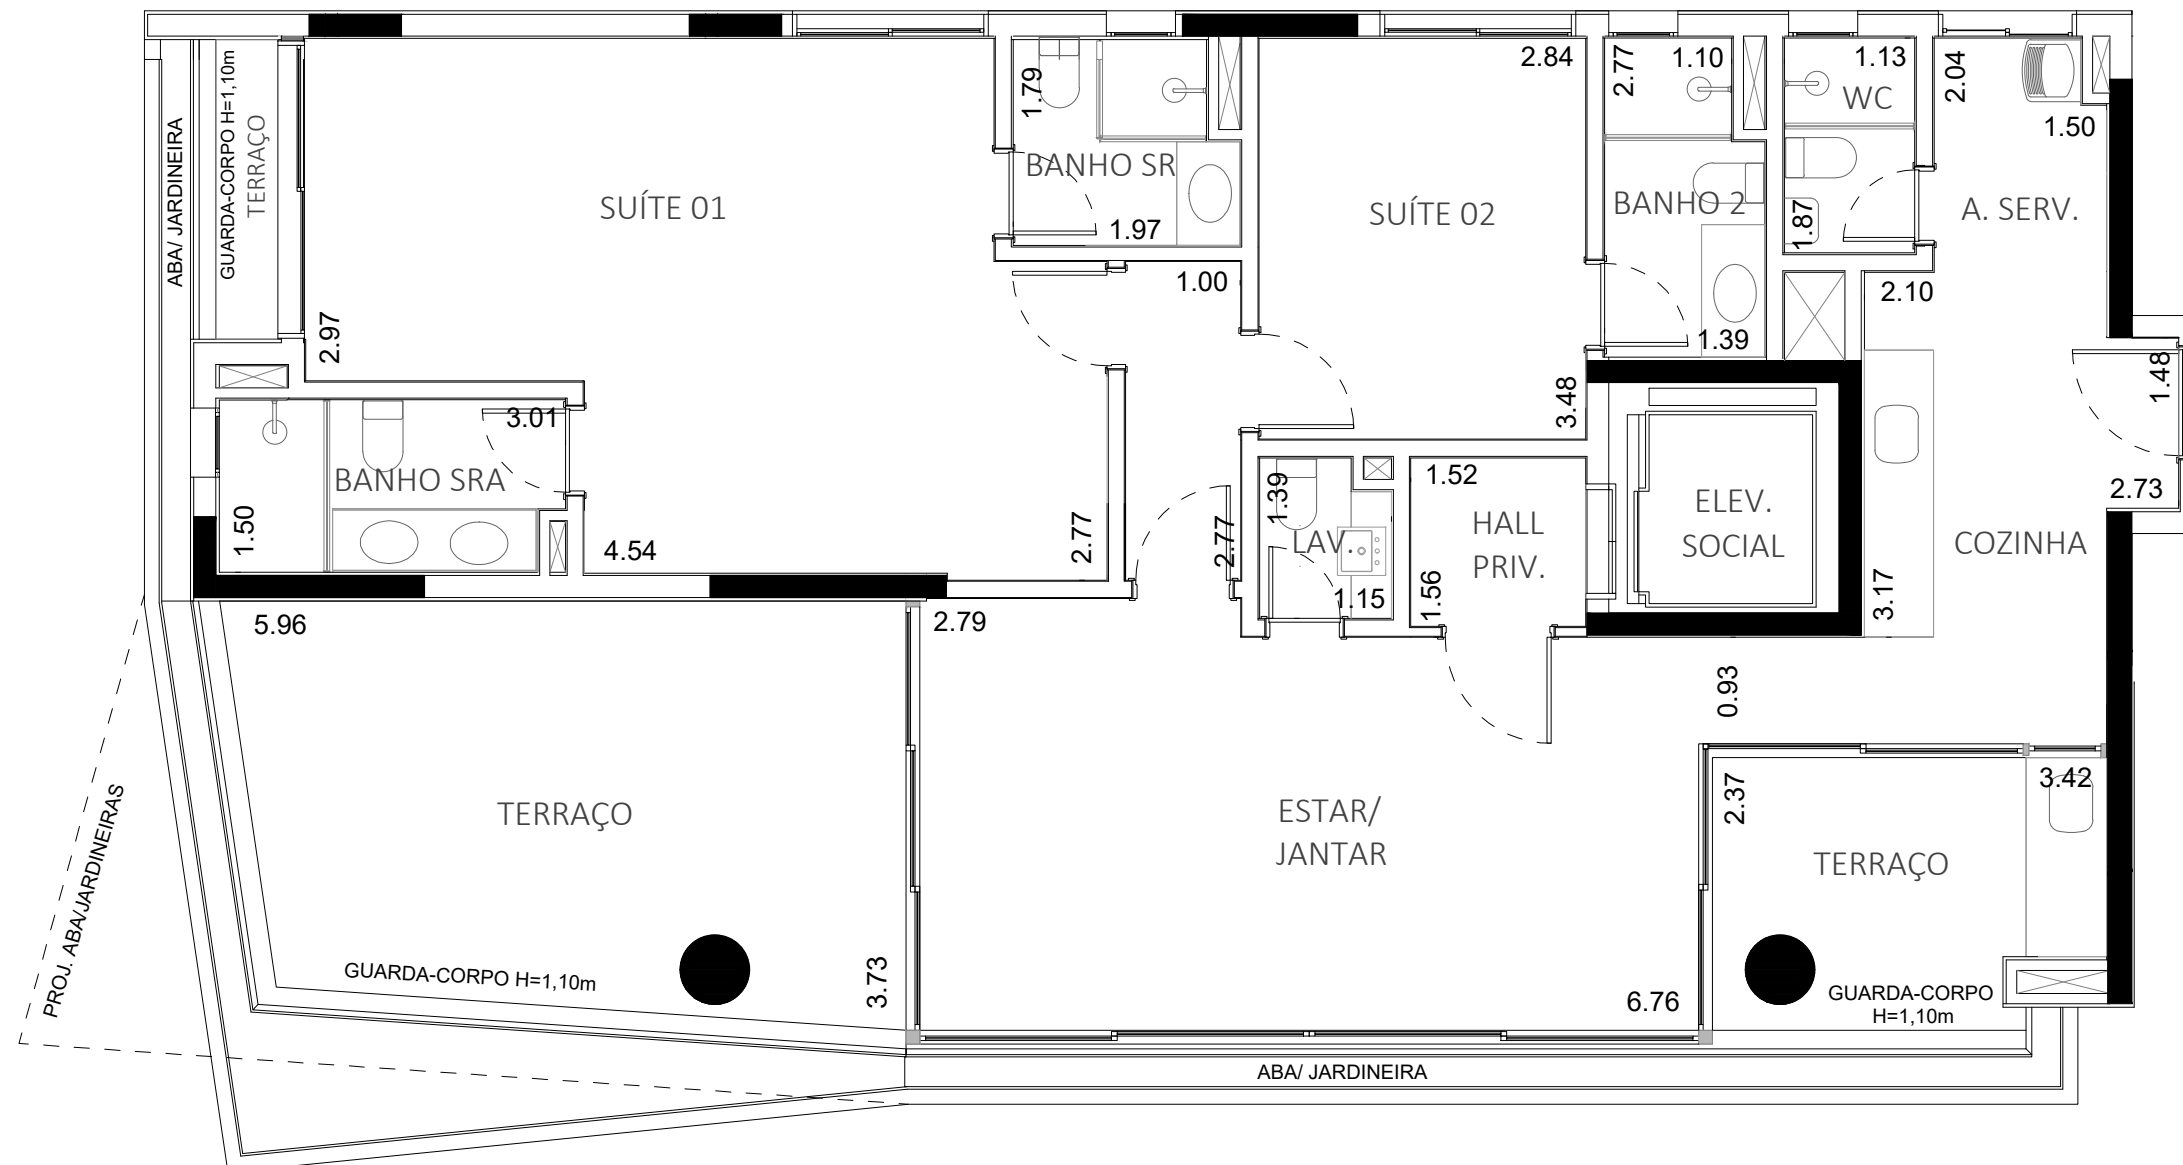 GUARDA-CORPO H=1,10m
TERRAÇO
ABA/ JARDINEIRA
SUÍTE 01
2.97
1.79
BANHO SR
1.97
1.00
2.84
SUÍTE 02
3.48
2.77
1.10
BANHO 2
1.39
1.13
WC
1.87
2.04
1.50
A. SERV.
2.10
1.48
2.73
COZINHA
3.17
3.01
BANHO SRA
1.50
4.54
2.77
2.77
1.39
LAV.
1.15
1.52
HALL
PRIV.
1.56
ELEV.
SOCIAL
5.96
2.79
0.93
TERRAÇO
ESTAR/
JANTAR
2.37
3.42
TERRAÇO
PROJ. ABA/JARDINEIRAS
GUARDA-CORPO H=1,10m
3.73
6.76
GUARDA-CORPO
H=1,10m
ABA/ JARDINEIRA